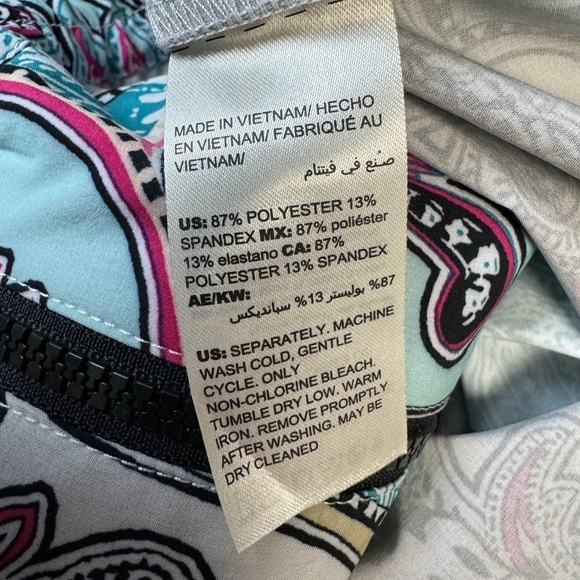 MADE IN VIETNAM/ HECHO
EN VIETNAM/ FABRIQUÉ AU
VIETNAM/
صُنع في فيتنام
US: 87% POLYESTER 13%
SPANDEX MX: 87% poliéster
13% elastano CA: 87%
POLYESTER 13% SPANDEX
AE/KW:
87% بوليستر 13% سبانديكس
US: SEPARATELY. MACHINE
WASH COLD, GENTLE
CYCLE. ONLY
NON-CHLORINE BLEACH.
TUMBLE DRY LOW. WARM
IRON. REMOVE PROMPTLY
AFTER WASHING. MAY BE
DRY CLEANED